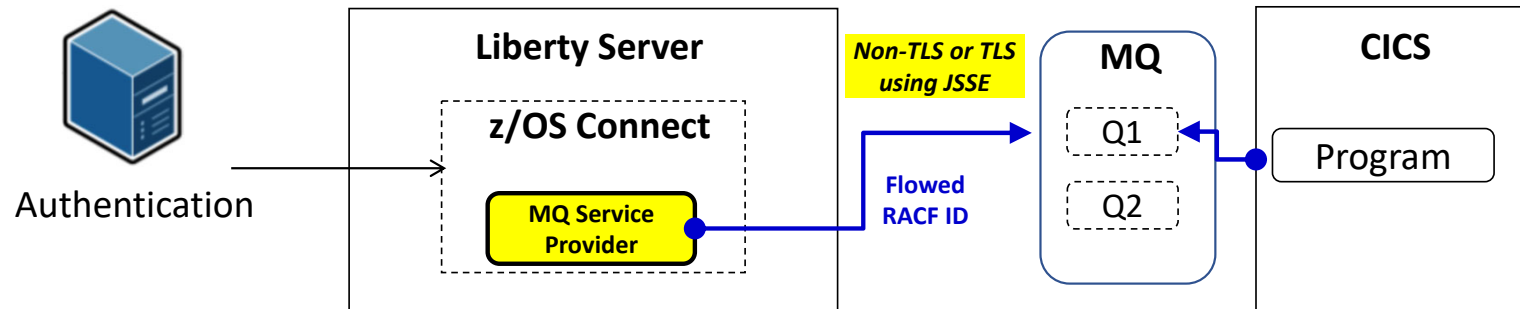 Authentication
Liberty Server
z/OS Connect
MQ Service
Provider
Non-TLS or TLS
using JSSE
Flowed
RACF ID
MQ
Q1
Q2
CICS
Program